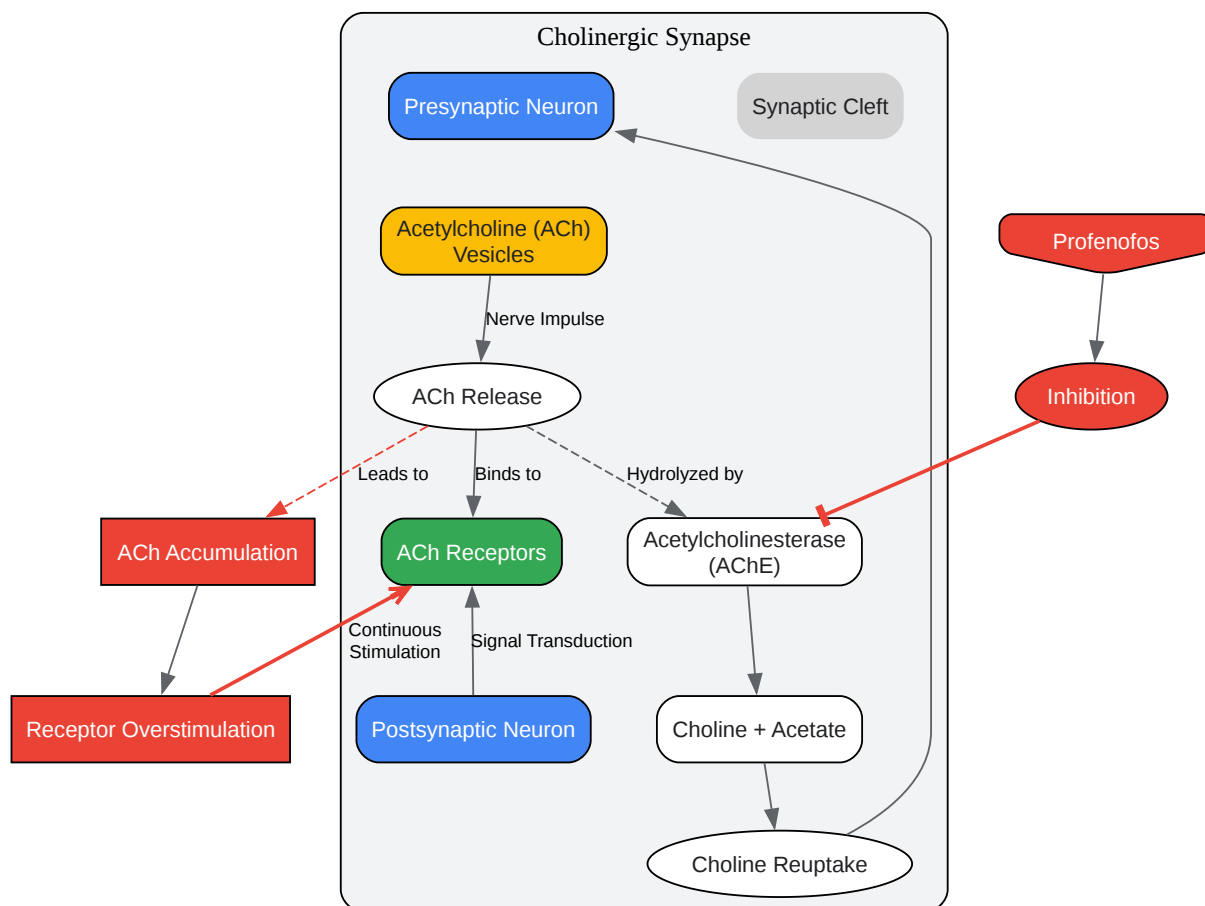 Cholinergic Synapse
Presynaptic Neuron
Synaptic Cleft
Acetylcholine (ACh)
Vesicles
Profenofos
Nerve Impulse
ACh Release
Inhibition
Leads to
Binds to
Hydrolyzed by
ACh Accumulation
ACh Receptors
Acetylcholinesterase
(AChE)
Continuous
Stimulation
Signal Transduction
Receptor Overstimulation
Postsynaptic Neuron
Choline + Acetate
Choline Reuptake